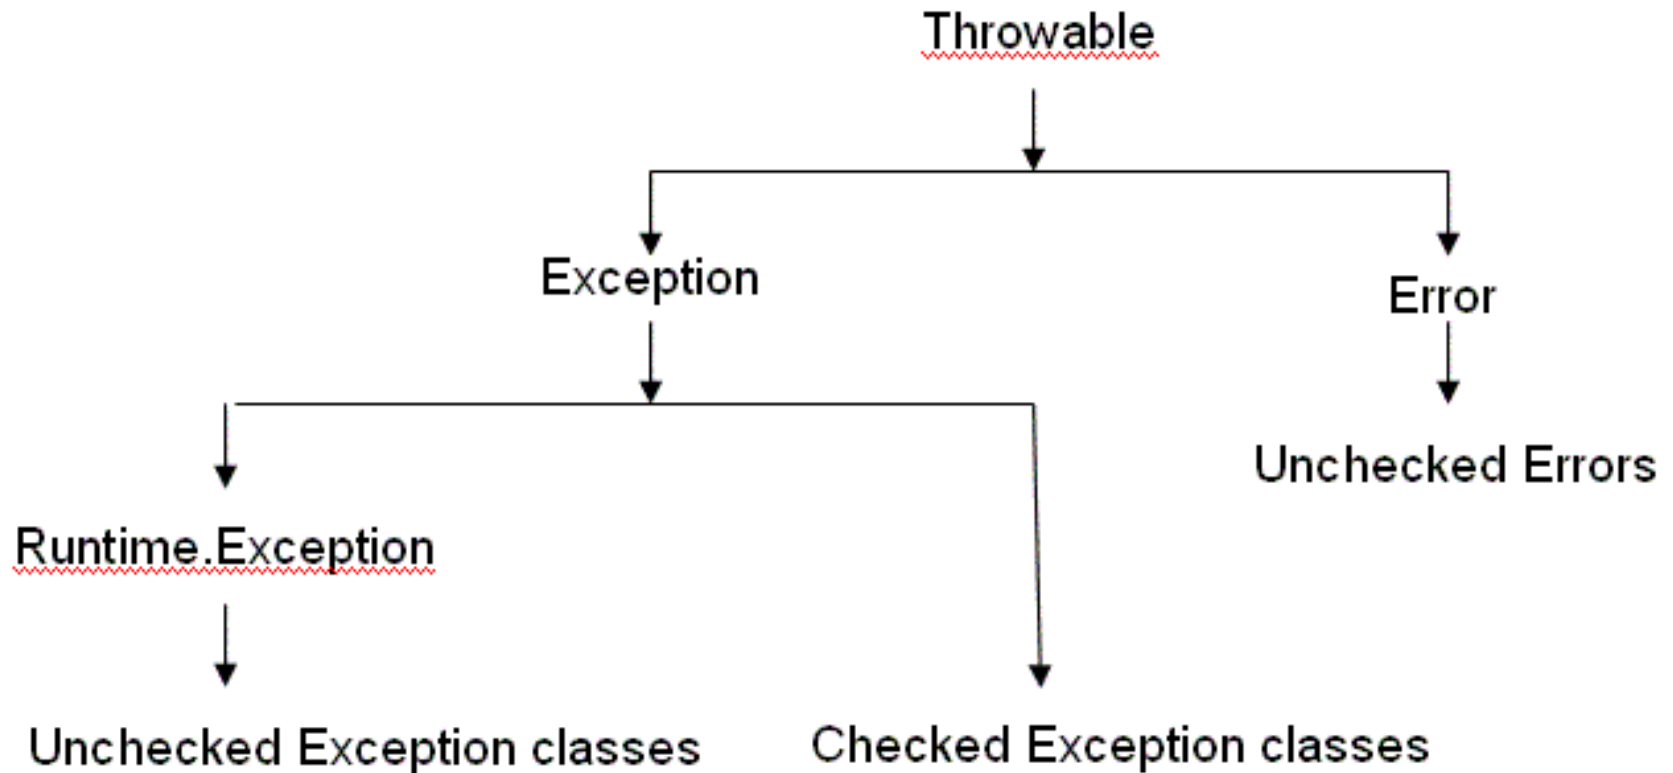 Throwable
Exception
Error
Unchecked Errors
Runtime.Exception
Unchecked Exception classes
Checked Exception classes